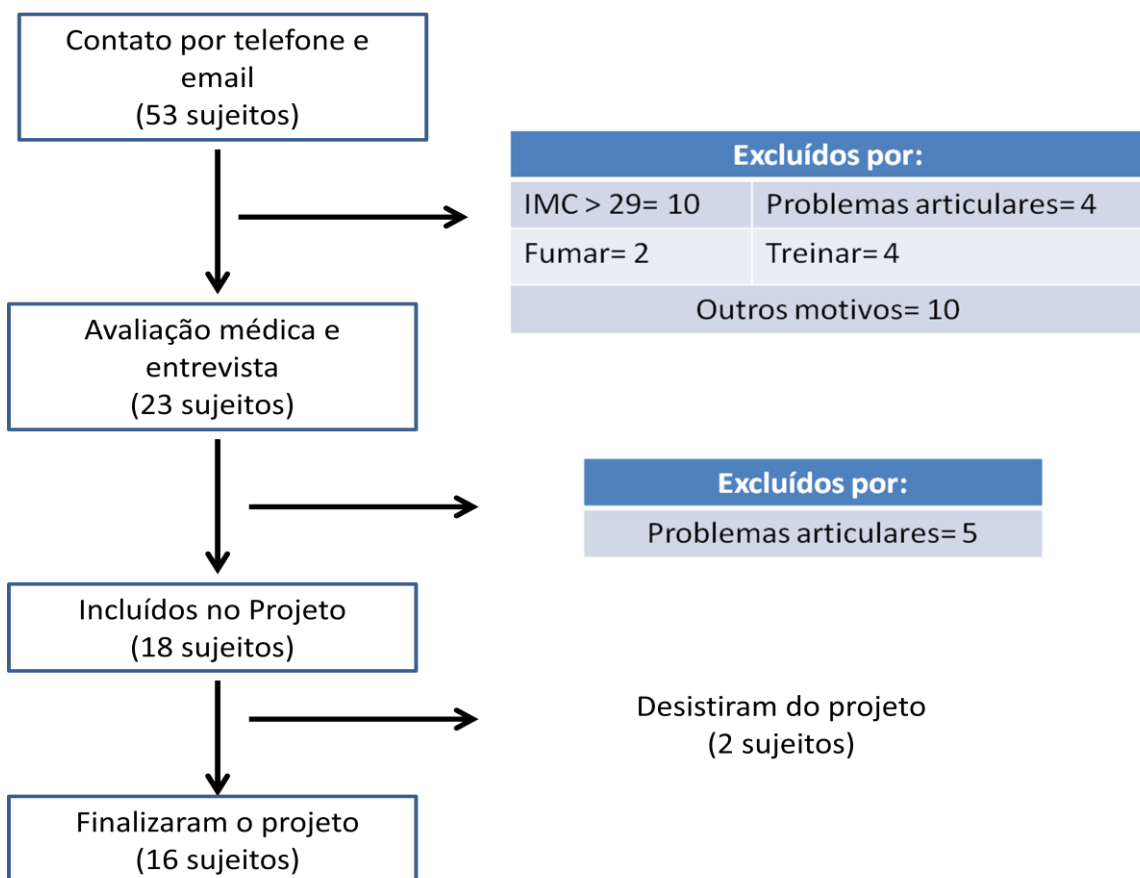 Contato por telefone e
email
(53 sujeitos)
Excluídos por:
IMC > 29= 10
Problemas articulares= 4
Fumar= 2
Treinar= 4
Outros motivos= 10
Avaliação médica e
entrevista
(23 sujeitos)
Excluídos por:
Problemas articulares= 5
Incluídos no Projeto
(18 sujeitos)
Desistiram do projeto
(2 sujeitos)
Finalizaram o projeto
(16 sujeitos)